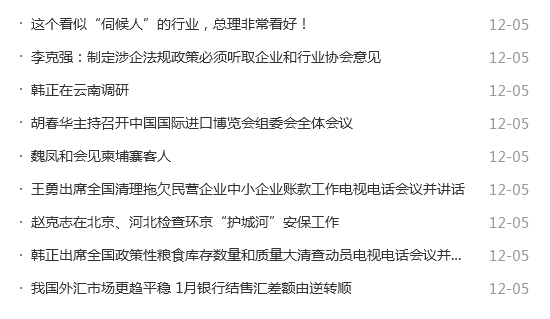 · 这个看似“伺候人”的行业，总理非常看好！ 12-05
· 李克强：制定涉企法规政策必须听取企业和行业协会意见 12-05
· 韩正在云南调研 12-05
· 胡春华主持召开中国国际进口博览会组委会全体会议 12-05
· 魏凤和会见柬埔寨客人 12-05
· 王勇出席全国清理拖欠民营企业中小企业账款工作电视电话会议并讲话 12-05
· 赵克志在北京、河北检查环京“护城河”安保工作 12-05
· 韩正出席全国政策性粮食库存数量和质量大清查动员电视电话会议并... 12-05
· 我国外汇市场更趋平稳 1月银行结售汇差额由逆转顺 12-05